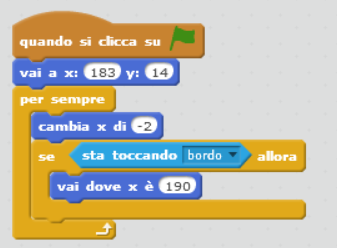 quando si clicca su
vai a x: 183 y: 14
per sempre
cambia x di -2
se sta toccando bordo allora
vai dove x è 190